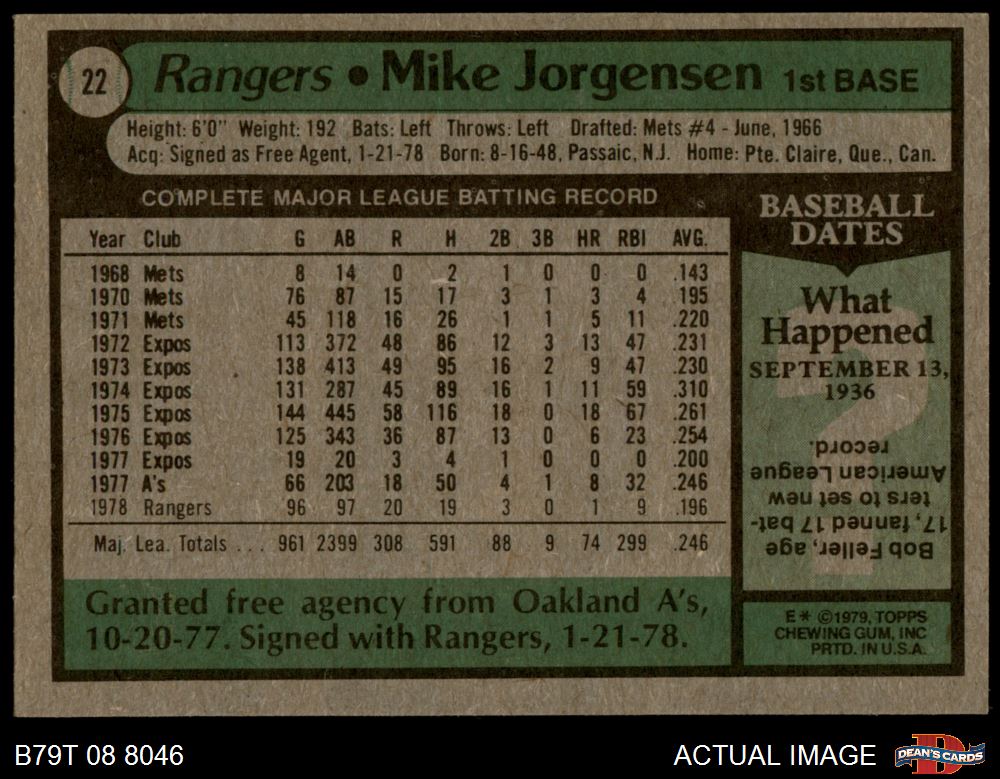 22 Rangers • Mike Jorgensen 1st BASE
Height: 6'0" Weight: 192 Bats: Left Throws: Left Drafted: Mets #4 - June, 1966
Acq: Signed as Free Agent, 1-21-78 Born: 8-16-48, Passaic, N.J. Home: Pte. Claire, Que., Can.
COMPLETE MAJOR LEAGUE BATTING RECORD
Year Club G AB R H 2B 3B HR RBI AVG.
1968 Mets 8 14 0 2 1 0 0 0 .143
1970 Mets 76 87 15 17 3 1 3 4 .195
1971 Mets 45 118 16 26 1 1 5 11 .220
1972 Expos 113 372 48 86 12 3 13 47 .231
1973 Expos 138 413 49 95 16 2 9 47 .230
1974 Expos 131 287 45 89 16 1 11 59 .310
1975 Expos 144 445 58 116 18 0 18 67 .261
1976 Expos 125 343 36 87 13 0 6 23 .254
1977 Expos 19 20 3 4 1 0 0 0 .200
1977 A's 66 203 18 50 4 1 8 32 .246
1978 Rangers 96 97 20 19 3 0 1 9 .196
Maj. Lea. Totals ... 961 2399 308 591 88 9 74 299 .246
Granted free agency from Oakland A's,
10-20-77. Signed with Rangers, 1-21-78.
BASEBALL
DATES
What
Happened
SEPTEMBER 13,
1936
Bob Feller, age
17, fanned 17 bat-
ters to set new
American League
record.
E* ©1979, TOPPS
CHEWING GUM, INC
PRTD. IN U.S.A.
B79T 08 8046
ACTUAL IMAGE
DEAN'S CARDS